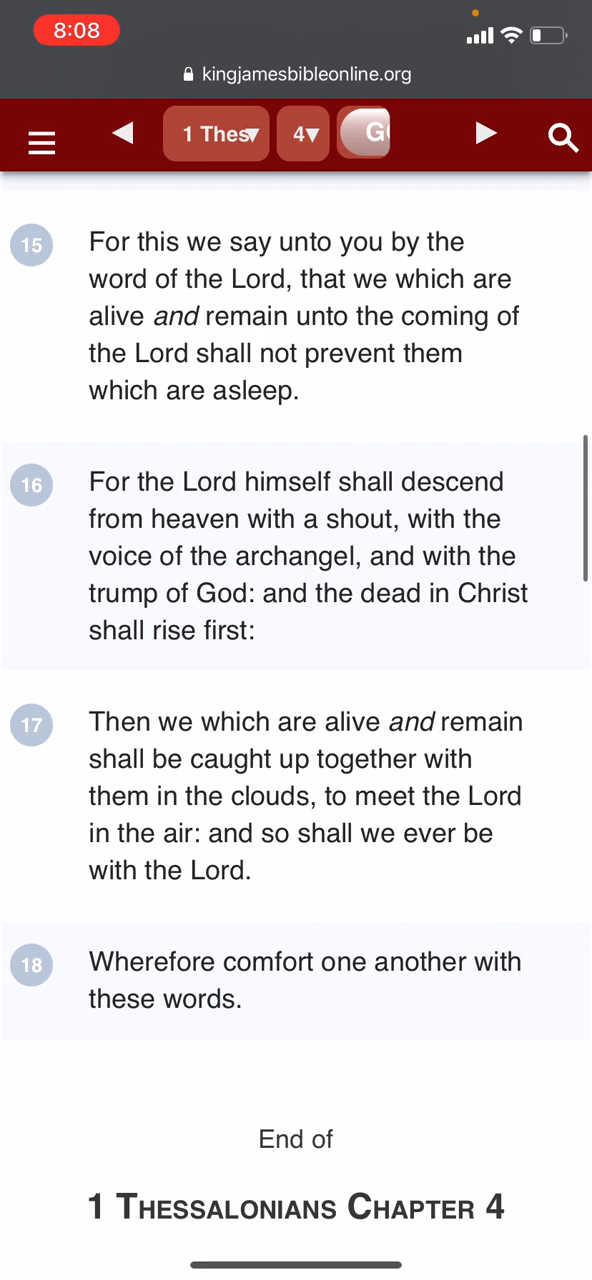 8:08
kingjamesbibleonline.org
1 Thes 4 G
15 For this we say unto you by the
word of the Lord, that we which are
alive and remain unto the coming of
the Lord shall not prevent them
which are asleep.
16 For the Lord himself shall descend
from heaven with a shout, with the
voice of the archangel, and with the
trump of God: and the dead in Christ
shall rise first:
17 Then we which are alive and remain
shall be caught up together with
them in the clouds, to meet the Lord
in the air: and so shall we ever be
with the Lord.
18 Wherefore comfort one another with
these words.
End of
1 Thessalonians Chapter 4